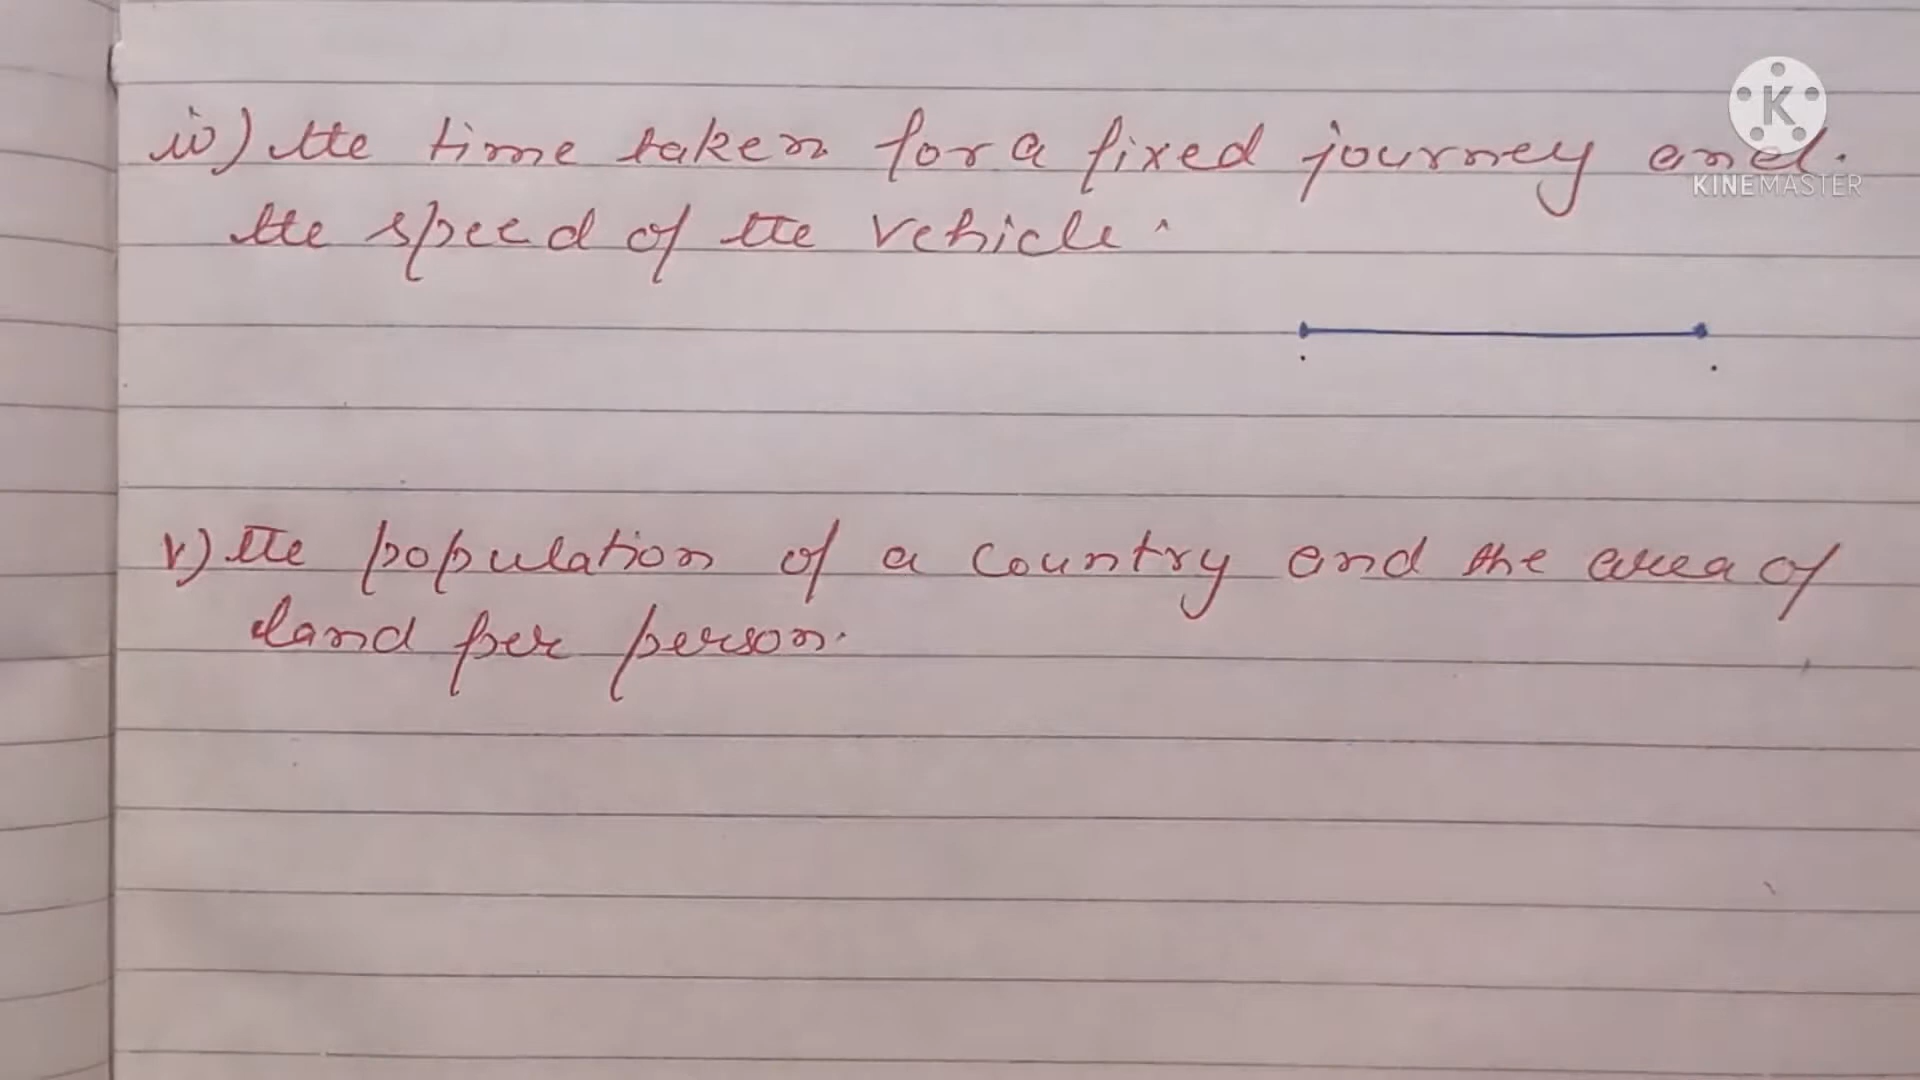 iv) the time taken for a fixed journey and.
the speed of the vehicle.
v) the population of a country and the area of
land per person.
K
KINEMASTER